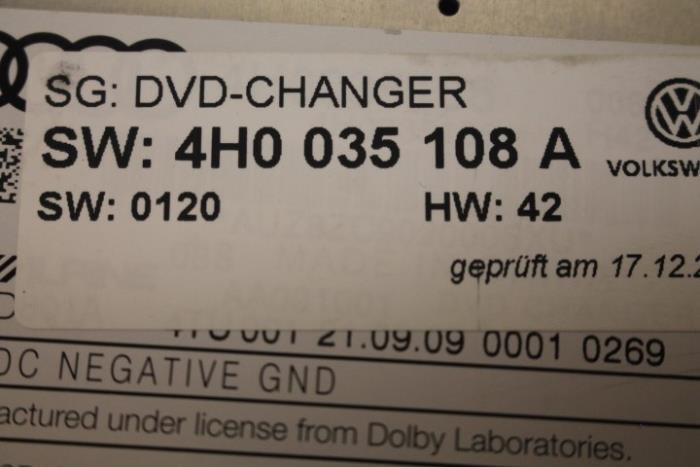 SG: DVD-CHANGER
SW: 4H0 035 108 A
VOLKSW
SW: 0120 HW: 42
geprüft am 17.12.2
001 21.09.09 0001 0269
DC NEGATIVE GND
actured under license from Dolby Laboratories.